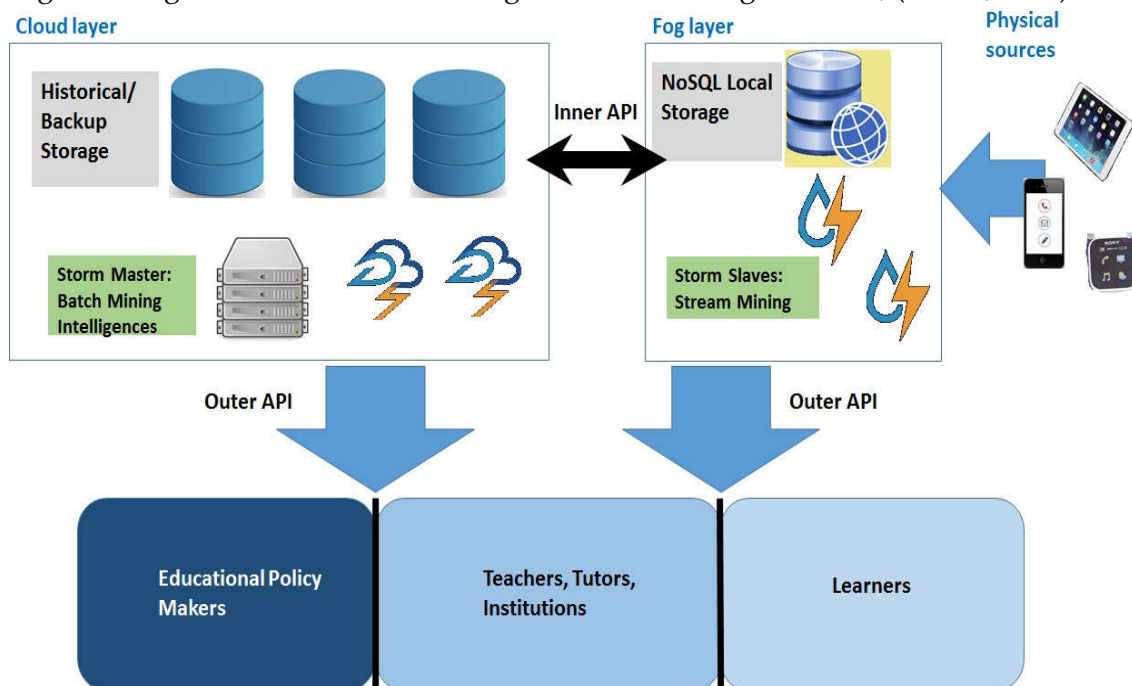 Cloud layer
Fog layer
Physical
sources
Historical/
Backup
Storage
Inner API
NoSQL Local
Storage
SONY
Storm Master:
Batch Mining
Intelligences
Storm Slaves:
Stream Mining
Outer API
Outer API
Educational Policy
Makers
Teachers, Tutors,
Institutions
Learners